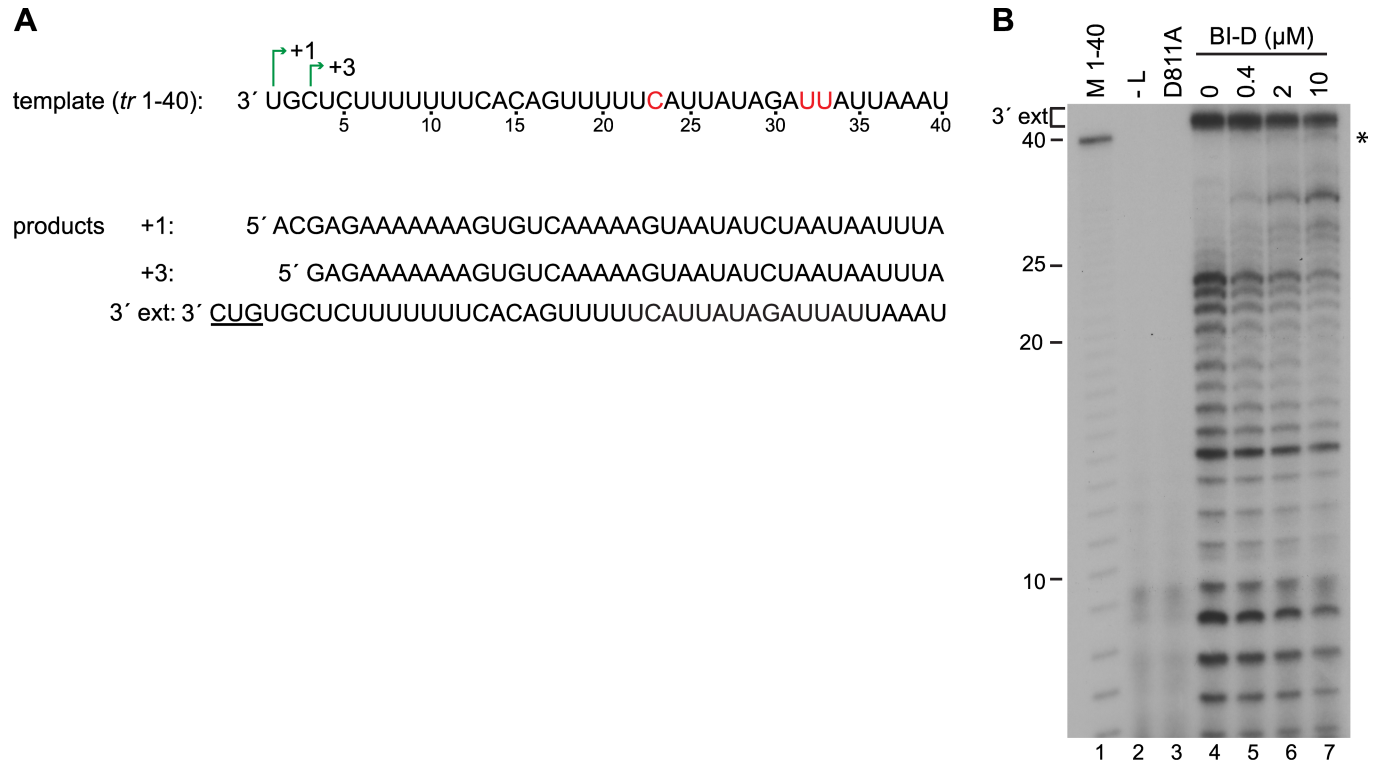 A
+1
+3
template (tr 1-40): 3´ UGCUCUUUUUUUCACAGUUUUUCAUUAUAGAUUAUUAAAU
5 10 15 20 25 30 35 40
products +1: 5´ ACGAGAAAAAAAGUGUCAAAAAGUAAUAUCUAAUAAUUUA
+3: 5´ GAGAAAAAAAGUGUCAAAAAGUAAUAUCUAAUAAUUUA
3´ ext: 3´ CUGUGCUCUUUUUUUCACAGUUUUUCAUUAUAGAUUAUUAAAU
B
M 1-40
- L
D811A
BI-D (µM)
0 0.4 2 10
3´ ext
40
*
25
20
10
1 2 3 4 5 6 7